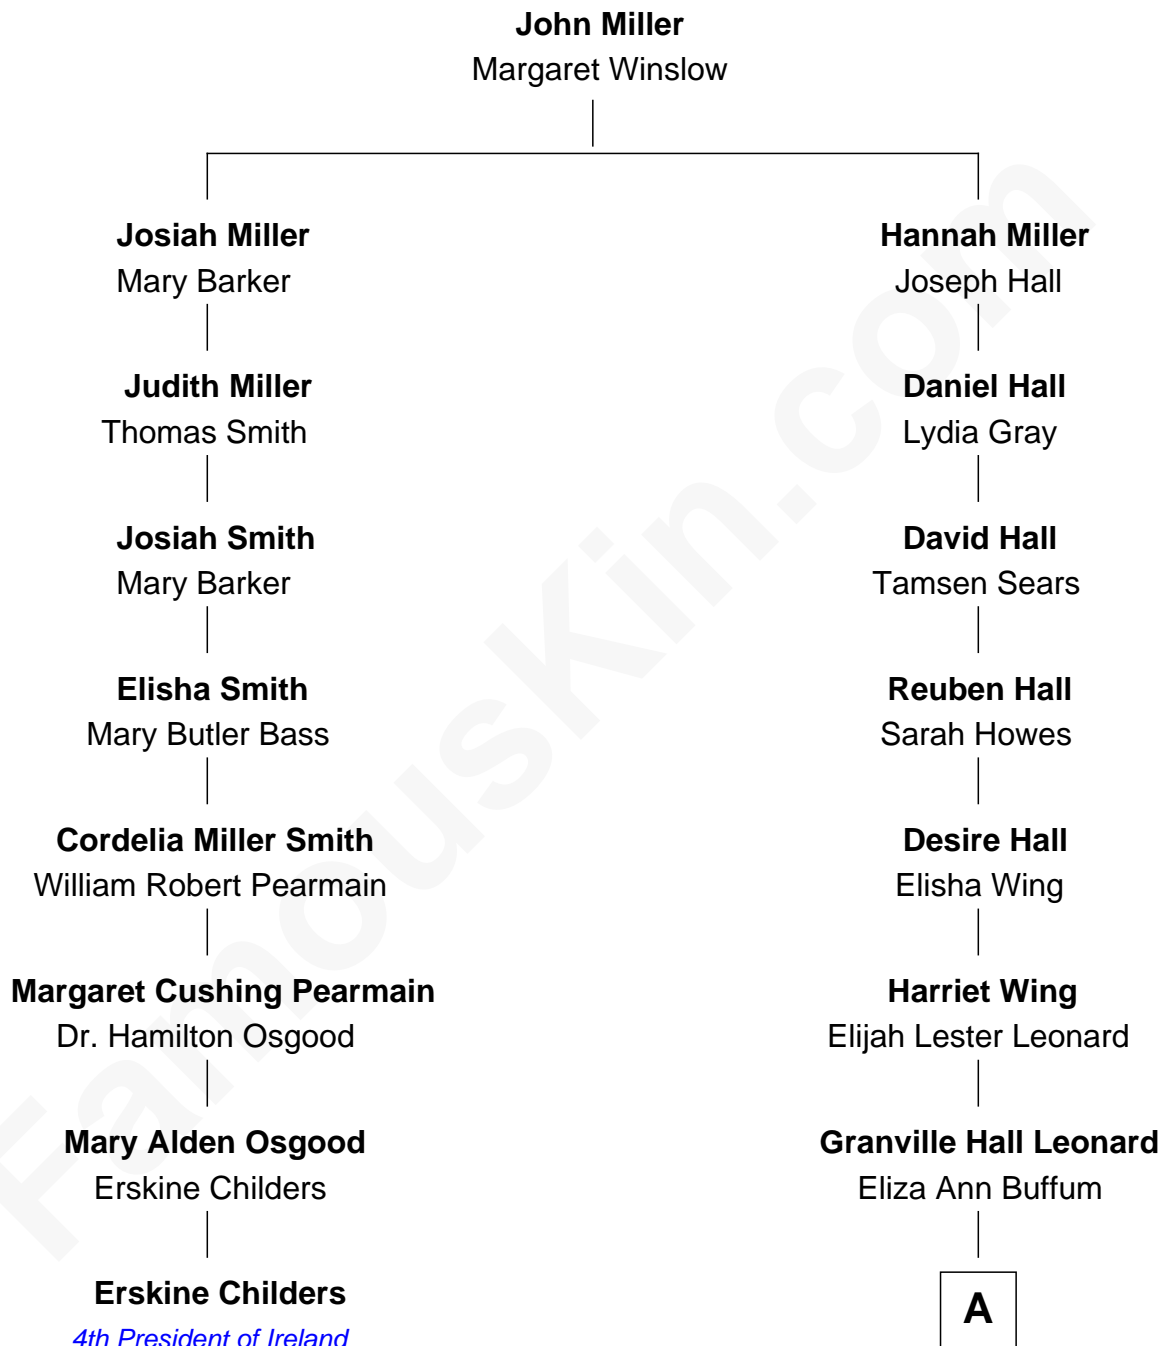 John Miller
Margaret Winslow
Josiah Miller
Mary Barker
Hannah Miller
Joseph Hall
Judith Miller
Thomas Smith
Daniel Hall
Lydia Gray
Josiah Smith
Mary Barker
David Hall
Tamsen Sears
Elisha Smith
Mary Butler Bass
Reuben Hall
Sarah Howes
Cordelia Miller Smith
William Robert Pearmain
Desire Hall
Elisha Wing
Margaret Cushing Pearmain
Dr. Hamilton Osgood
Harriet Wing
Elijah Lester Leonard
Mary Alden Osgood
Erskine Childers
Granville Hall Leonard
Eliza Ann Buffum
Erskine Childers
4th President of Ireland
A
FamousKin.com